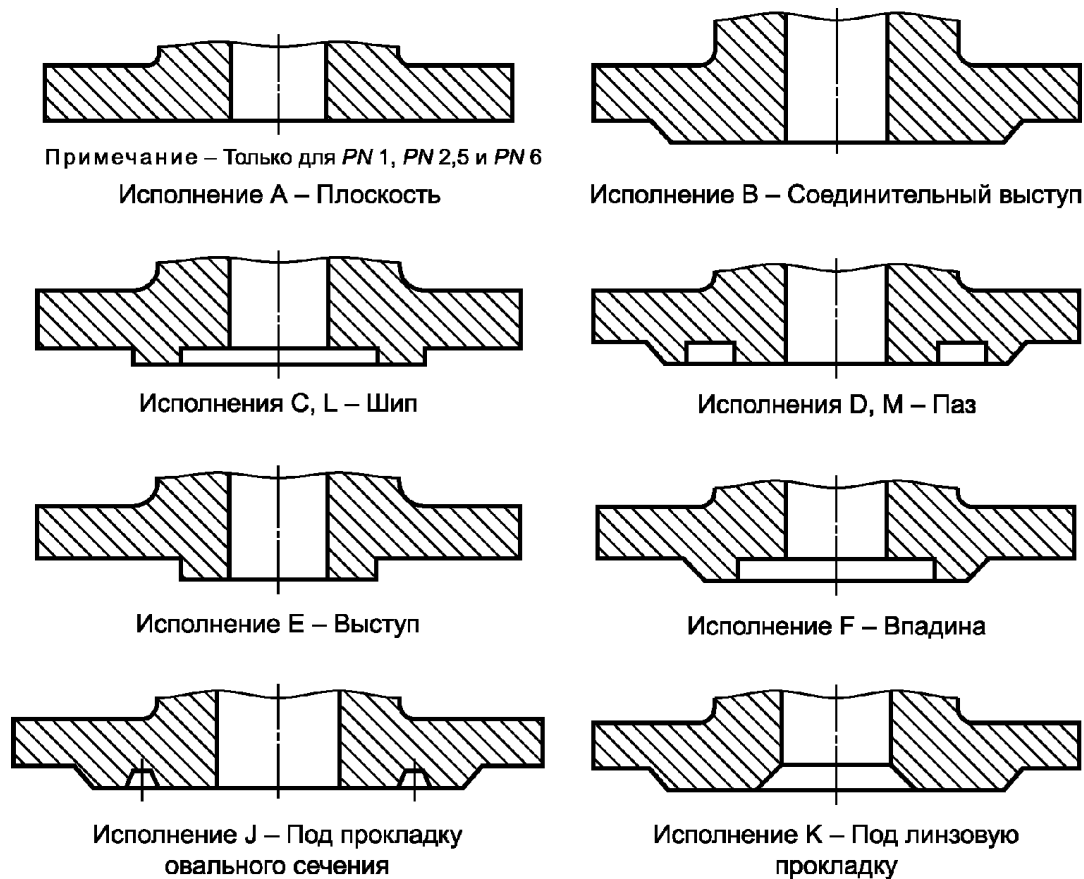 Примечание – Только для PN 1, PN 2,5 и PN 6
Исполнение А – Плоскость
Исполнение В – Соединительный выступ
Исполнения С, L – Шип
Исполнения D, М – Паз
Исполнение Е – Выступ
Исполнение F – Впадина
Исполнение J – Под прокладку
овального сечения
Исполнение К – Под линзовую
прокладку